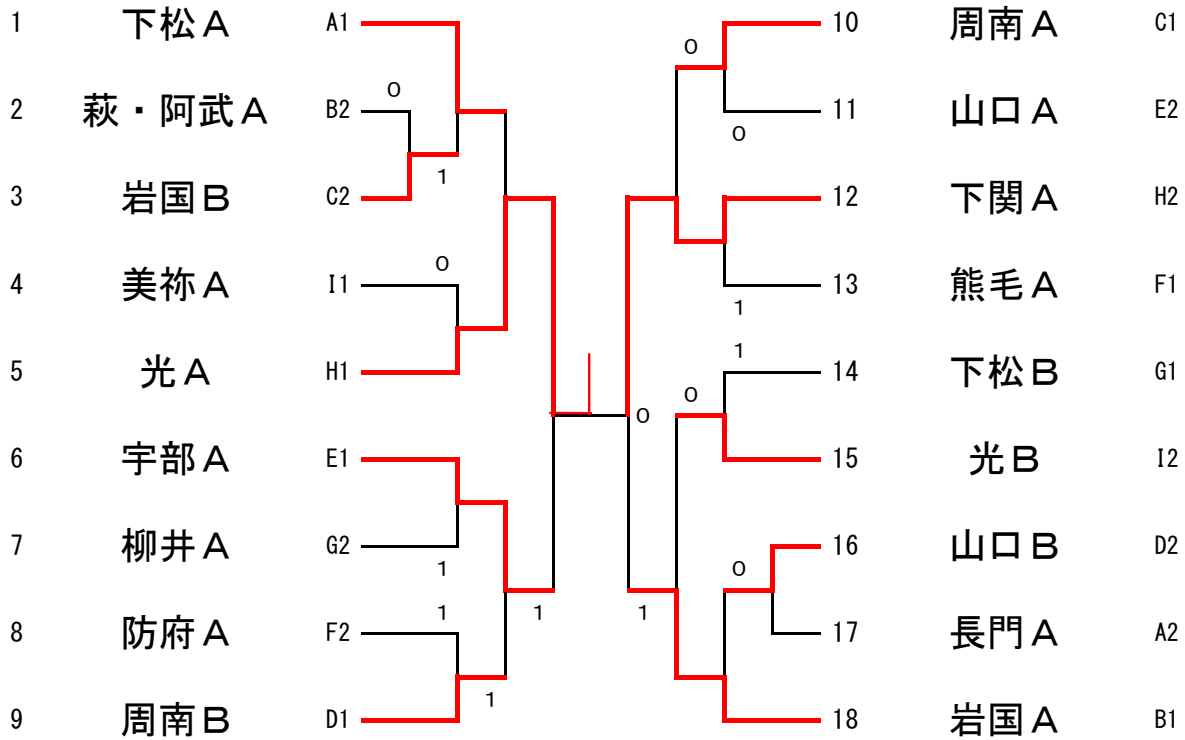 1 下松A A1 10 周南A C1
0
0
2 萩・阿武A B2 11 山口A E2
0
1
3 岩国B C2 12 下関A H2
0
4 美祢A I1 13 熊毛A F1
1
1
5 光A H1 14 下松B G1
0
0
6 宇部A E1 15 光B I2
7 柳井A G2 16 山口B D2
1
0
1
1
1
8 防府A F2 17 長門A A2
1
9 周南B D1 18 岩国A B1